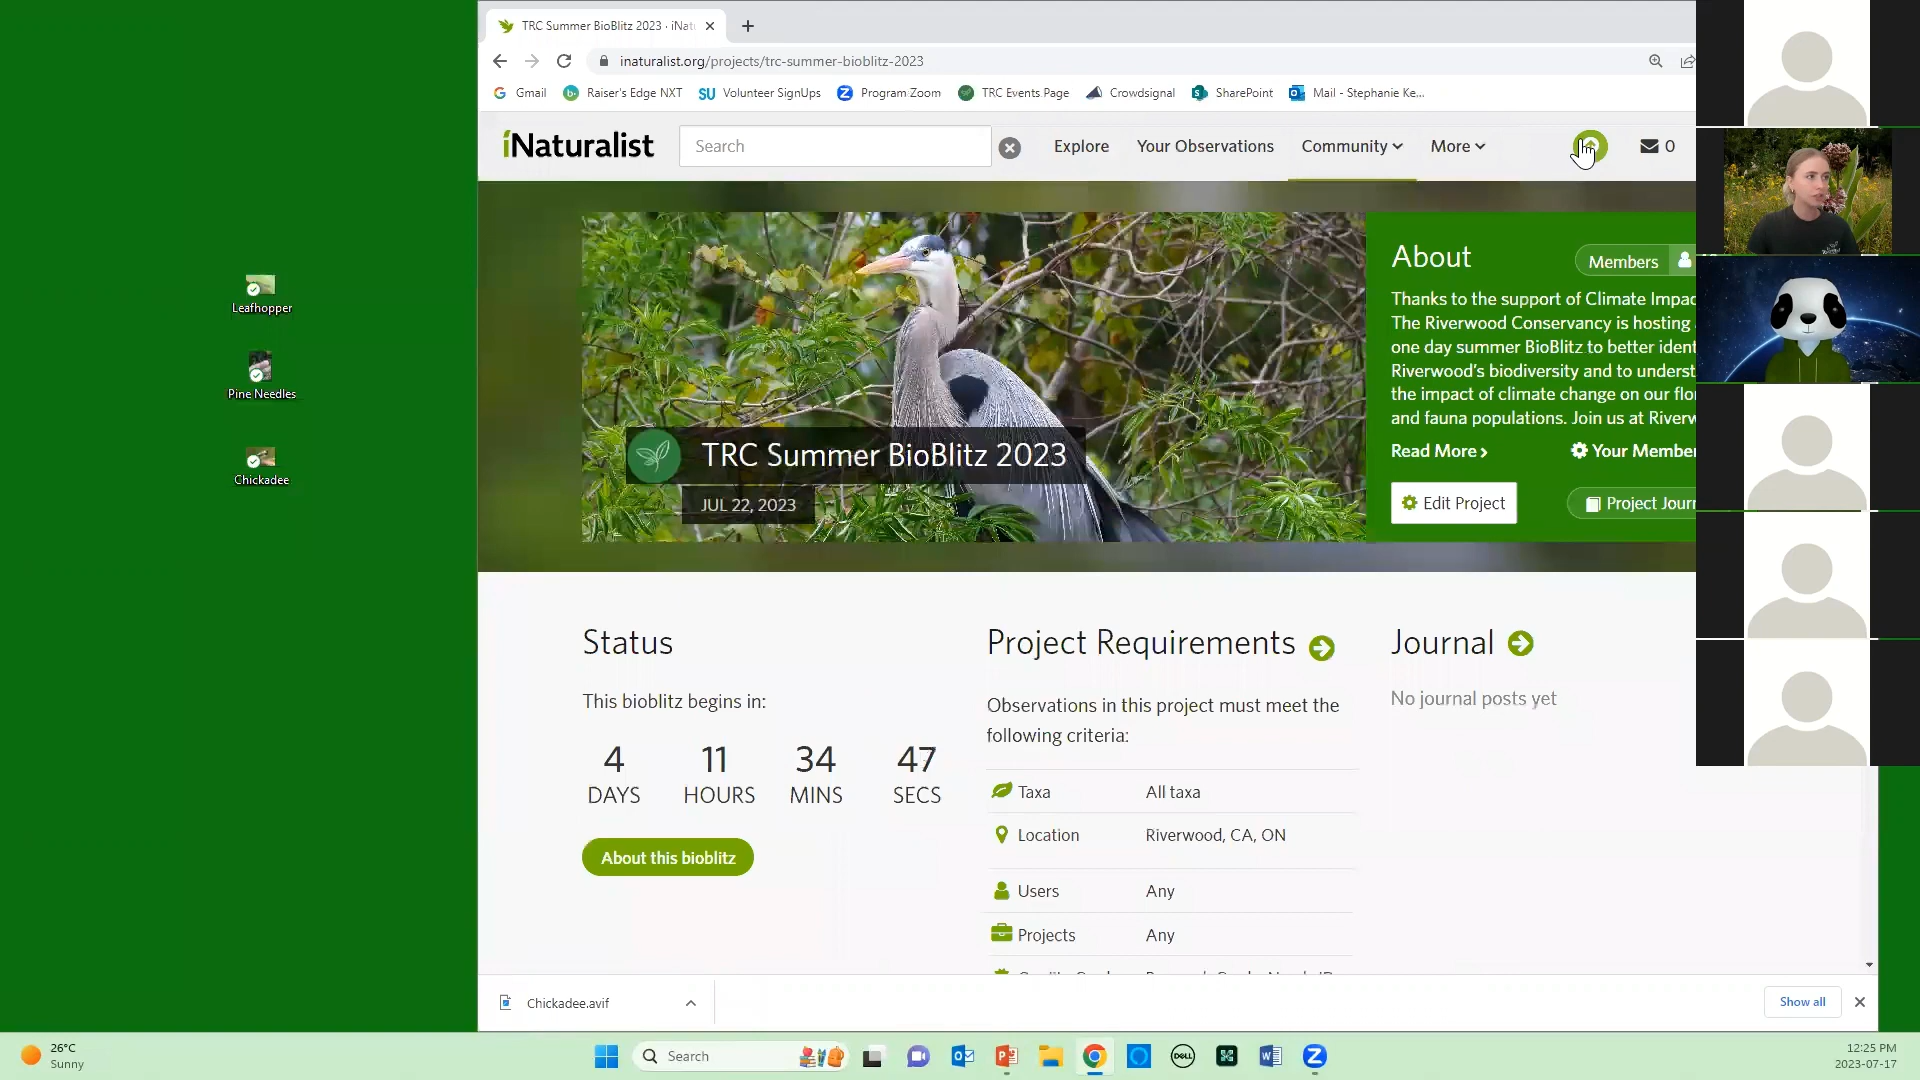 Leafhopper
Pine Needles
Chickadee
TRC Summer BioBlitz 2023 · iNat
inaturalist.org/projects/trc-summer-bioblitz-2023
Gmail Raiser's Edge NXT Volunteer SignUps Program Zoom TRC Events Page Crowdsignal SharePoint Mail - Stephanie Ke...
iNaturalist Search Explore Your Observations Community More 0
TRC Summer BioBlitz 2023
JUL 22, 2023
About Members
Thanks to the support of Climate Impac
The Riverwood Conservancy is hosting
one day summer BioBlitz to better ident
Riverwood's biodiversity and to underst
the impact of climate change on our flo
and fauna populations. Join us at Riverw
Read More Your Member
Edit Project Project Journ
Status
This bioblitz begins in:
4 11 34 47
DAYS HOURS MINS SECS
About this bioblitz
Project Requirements
Observations in this project must meet the
following criteria:
Taxa All taxa
Location Riverwood, CA, ON
Users Any
Projects Any
Journal
No journal posts yet
Chickadee.avif Show all
26°C
Sunny
Search
DELL
12:25 PM
2023-07-17